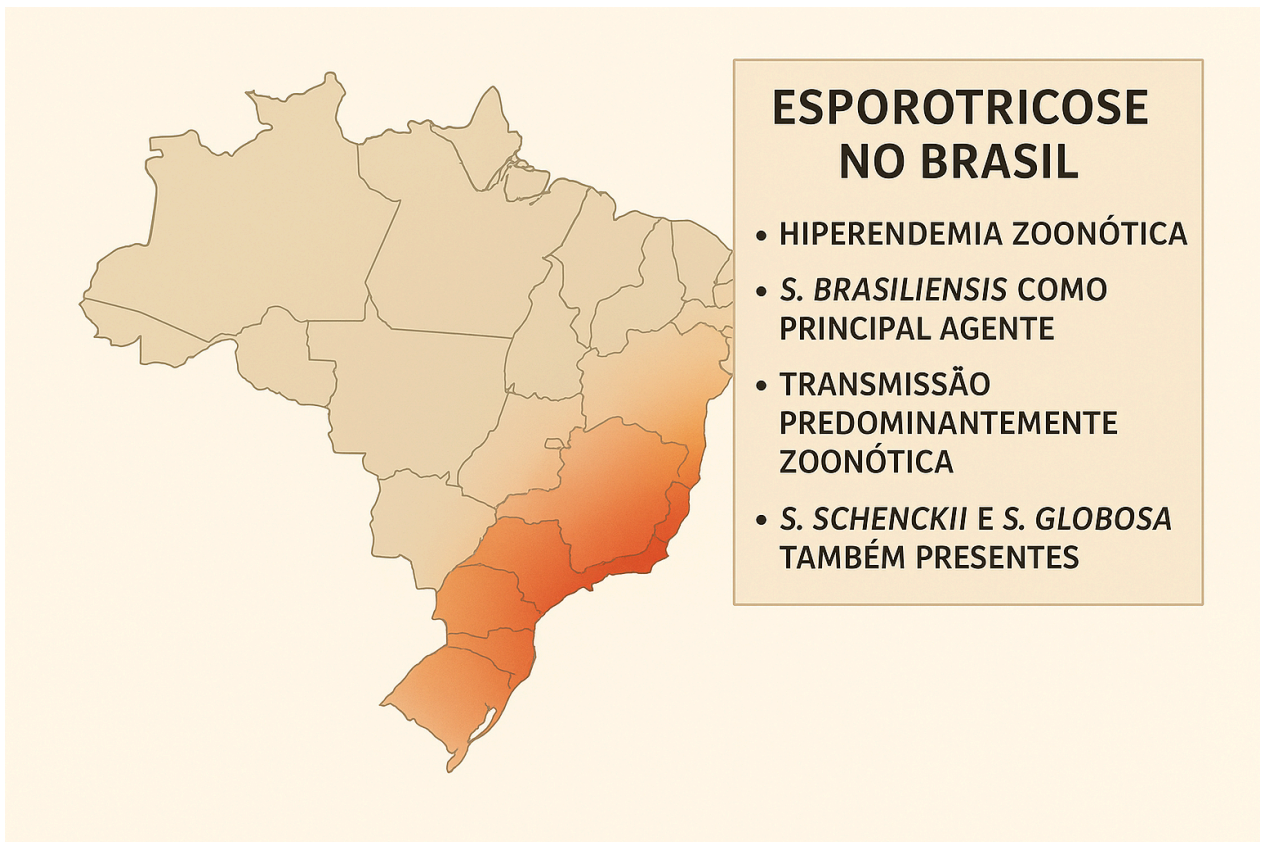 ESPOROTRICOSE
NO BRASIL
• HIPERENDEMIA ZOONÓTICA
• S. BRASILIENSIS COMO
PRINCIPAL AGENTE
• TRANSMISSÃO
PREDOMINANTEMENTE
ZOONÓTICA
• S. SCHENCKII E S. GLOBOSA
TAMBÉM PRESENTES